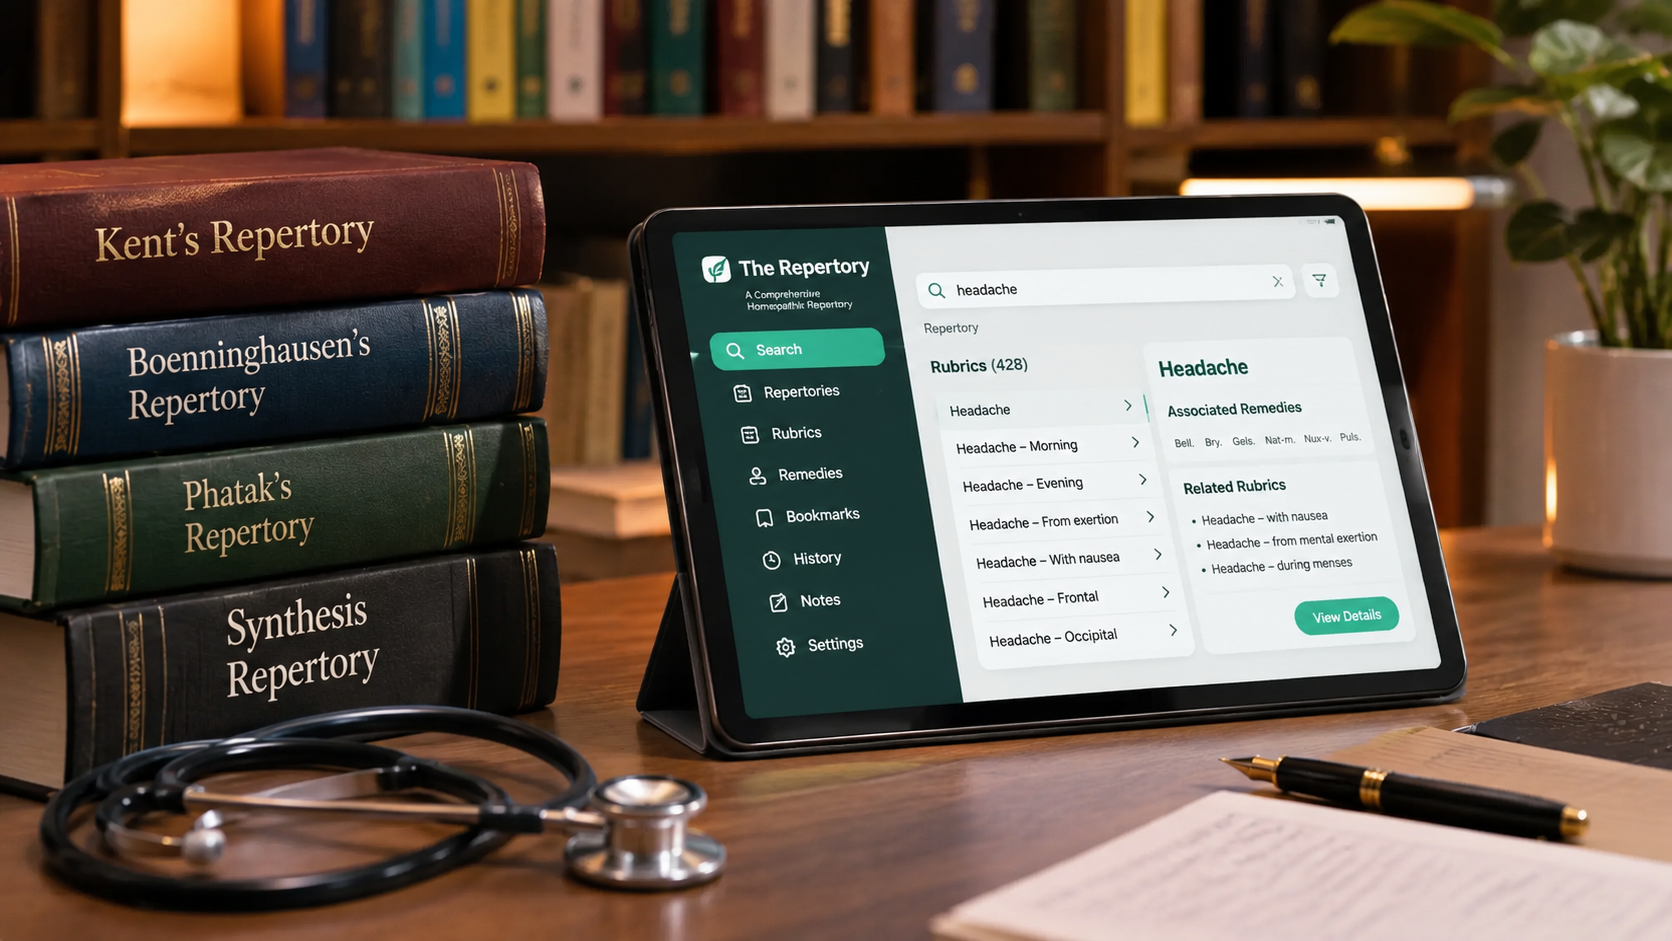 Kent's Repertory
Boenninghausen's
Repertory
Phatak's
Repertory
Synthesis
Repertory
The Repertory
A Comprehensive
Homeopathic Repertory
Search
Repertories
Rubrics
Remedies
Bookmarks
History
Notes
Settings
headache
Repertory
Rubrics (428)
Headache
Headache – Morning
Headache – Evening
Headache – From exertion
Headache – With nausea
Headache – Frontal
Headache – Occipital
Headache
Associated Remedies
Bell. Bry. Gels. Nat-m. Nux-v. Puls.
Related Rubrics
• Headache – with nausea
• Headache – from mental exertion
• Headache – during menses
View Details